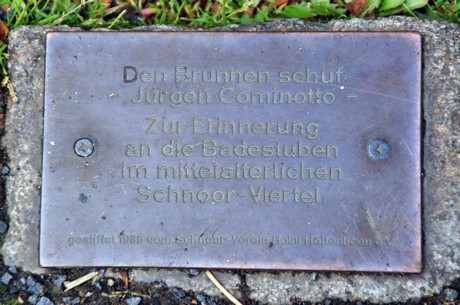 Den Brunnen schuf
Jürgen Cominotto –
Zur Erinnerung
an die Badestuben
im mittelalterlichen
Schnoor-Viertel.
gestiftet 1986 vom Schnoor-Verein Heini Holtenbeen e.V.